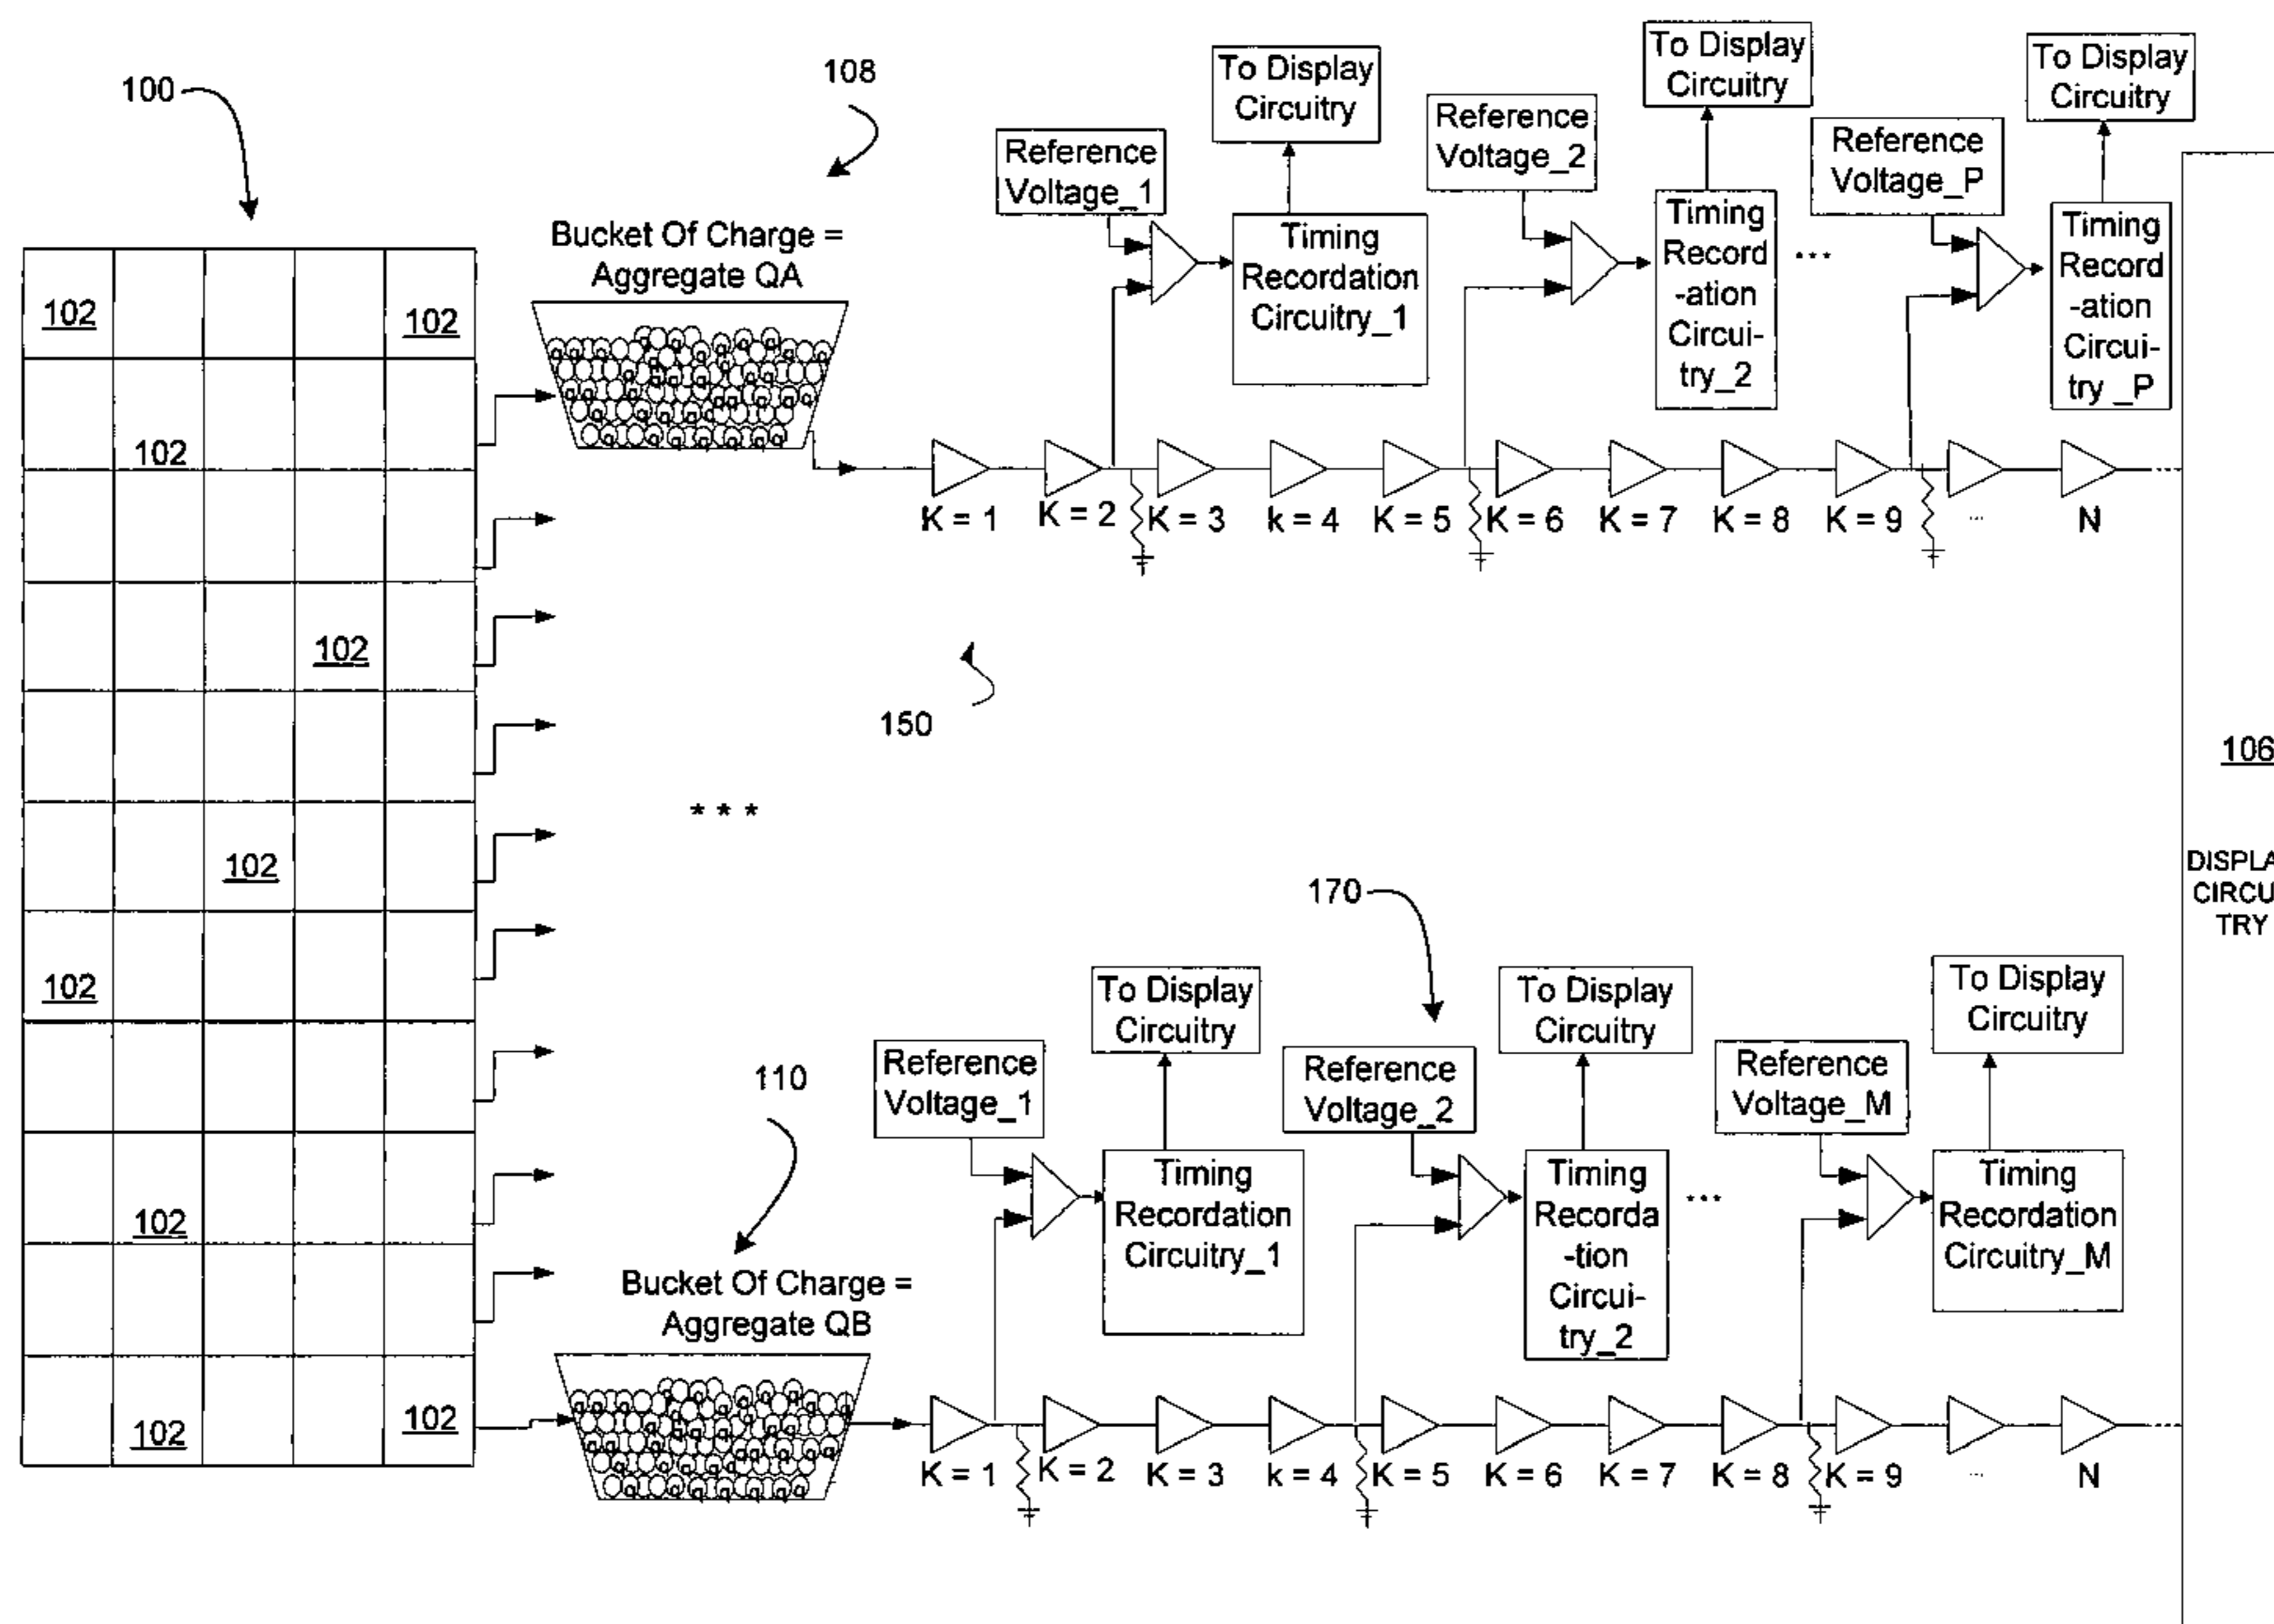 100
108
To Display
Circuitry
To Display
Circuitry
To Display
Circuitry
Reference
Voltage_1
Reference
Voltage_2
Reference
Voltage_P
Bucket Of Charge =
Aggregate QA
Timing
Recordation
Circuitry_1
Timing
Record
-ation
Circui-
try_2
...
Timing
Record
-ation
Circui-
try _P
102
102
102
K = 1
K = 2
K = 3
k = 4
K = 5
K = 6
K = 7
K = 8
K = 9
...
N
102
150
106
* * *
102
DISPLA
CIRCU
TRY
170
102
To Display
Circuitry
To Display
Circuitry
To Display
Circuitry
110
Reference
Voltage_1
Reference
Voltage_2
Reference
Voltage_M
102
Timing
Recordation
Circuitry_1
Timing
Recorda
-tion
Circui-
try_2
...
Timing
Recordation
Circuitry_M
Bucket Of Charge =
Aggregate QB
102
102
K = 1
K = 2
K = 3
k = 4
K = 5
K = 6
K = 7
K = 8
K = 9
...
N